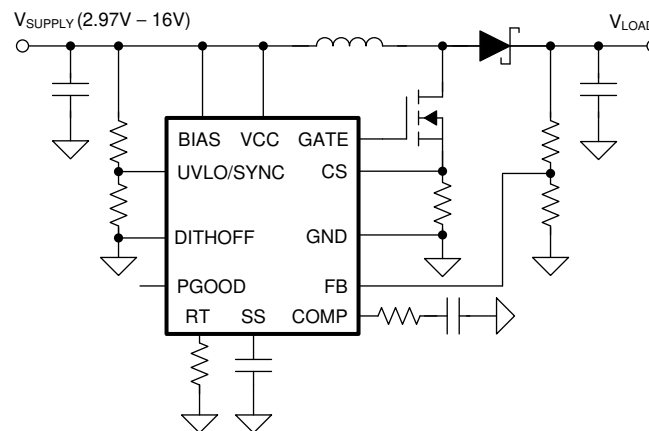 VSUPPLY (2.97V – 16V)
VLOAD
BIAS VCC GATE
UVLO/SYNC CS
DITHOFF GND
PGOOD FB
RT SS COMP